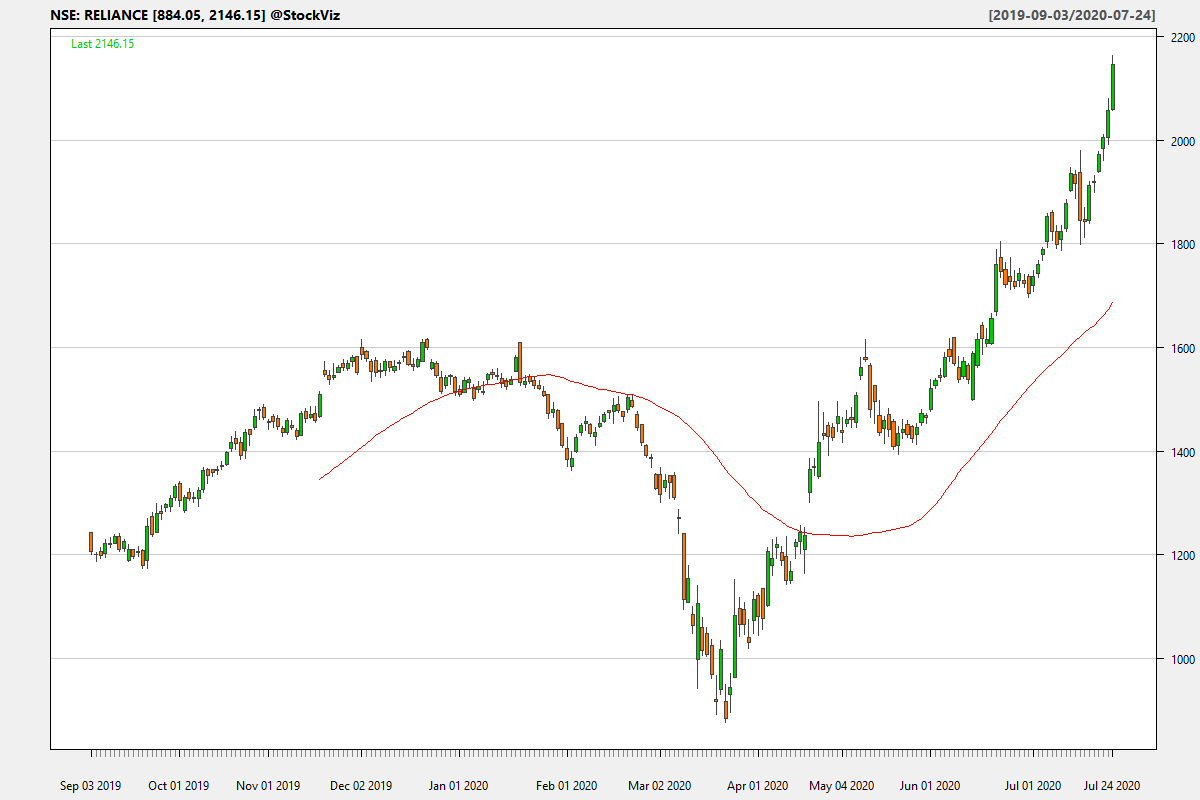 NSE: RELIANCE [884.05, 2146.15] @StockViz [2019-09-03/2020-07-24]
Last 2146.15
2200
2000
1800
1600
1400
1200
1000
Sep 03 2019 Oct 01 2019 Nov 01 2019 Dec 02 2019 Jan 01 2020 Feb 01 2020 Mar 02 2020 Apr 01 2020 May 04 2020 Jun 01 2020 Jul 01 2020 Jul 24 2020